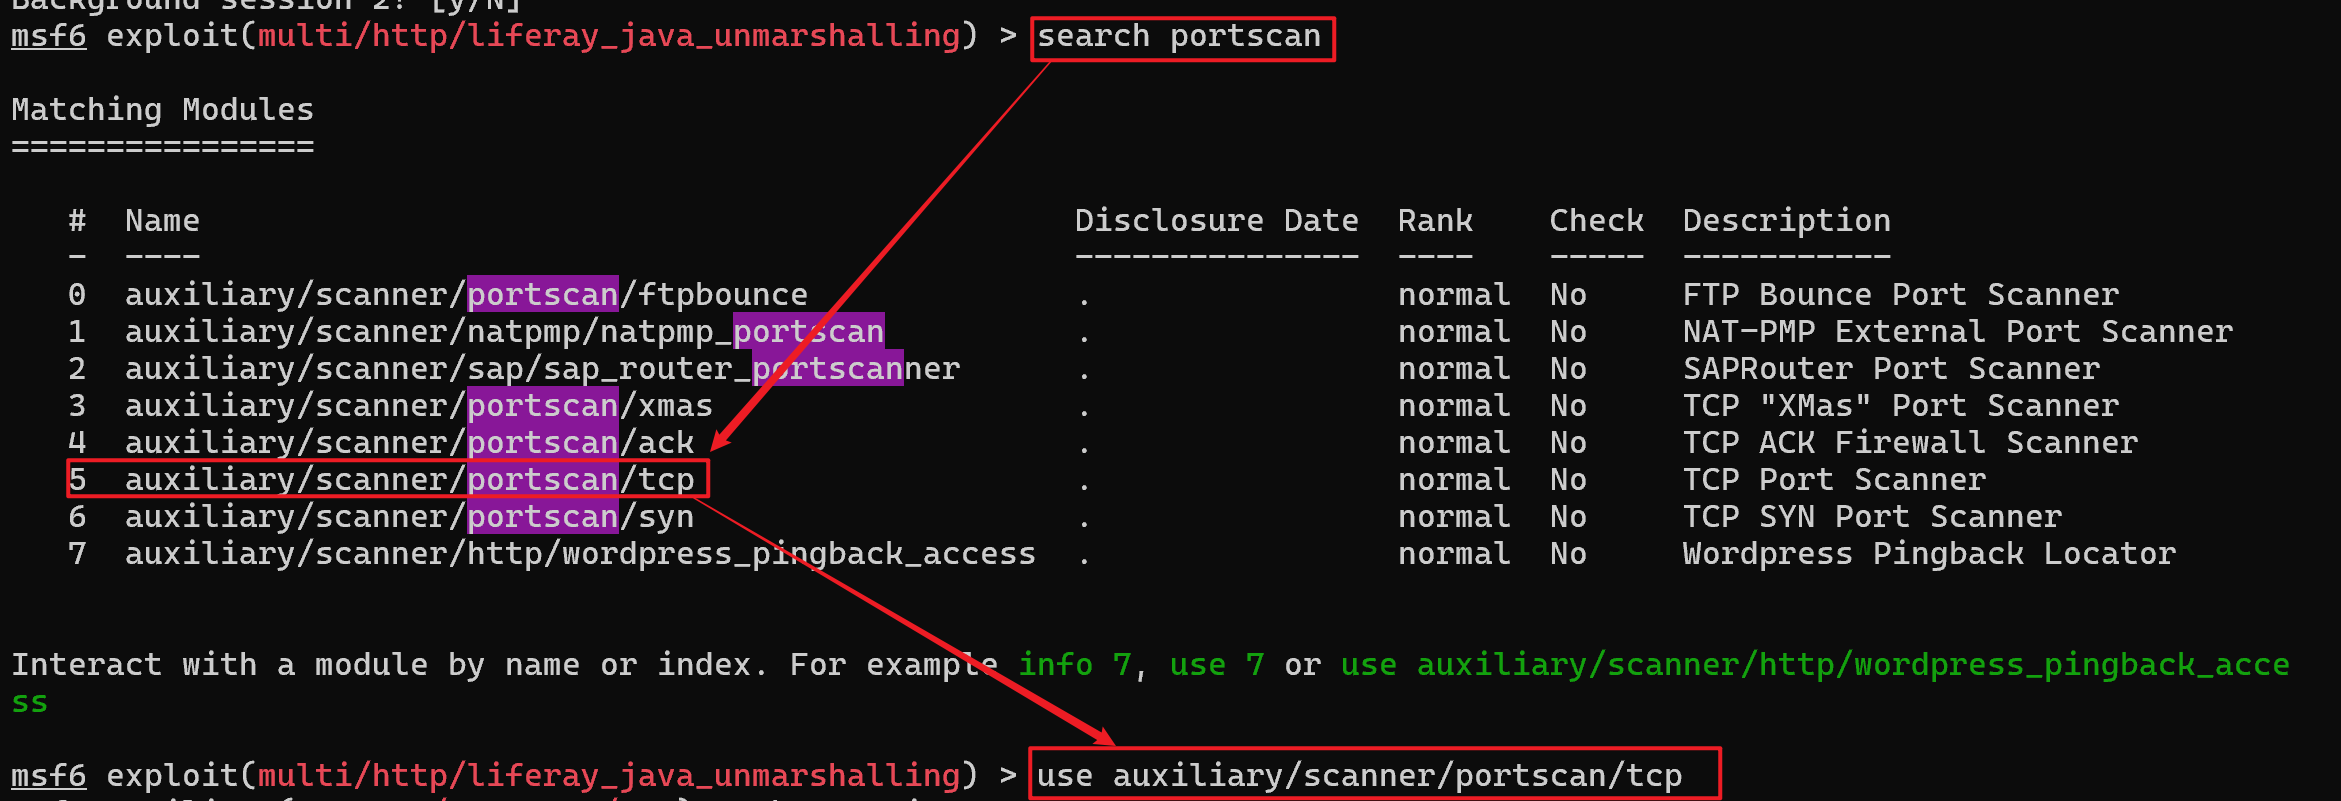 Background session 2? [y/N]
msf6 exploit(multi/http/liferay_java_unmarshalling) > search portscan
Matching Modules
================
#  Name                                            Disclosure Date  Rank    Check  Description
-  ----                                            ---------------  ----    -----  -----------
0  auxiliary/scanner/portscan/ftpbounce            .                normal  No     FTP Bounce Port Scanner
1  auxiliary/scanner/natpmp/natpmp_portscan        .                normal  No     NAT-PMP External Port Scanner
2  auxiliary/scanner/sap/sap_router_portscanner    .                normal  No     SAPRouter Port Scanner
3  auxiliary/scanner/portscan/xmas                 .                normal  No     TCP "XMas" Port Scanner
4  auxiliary/scanner/portscan/ack                  .                normal  No     TCP ACK Firewall Scanner
5  auxiliary/scanner/portscan/tcp                  .                normal  No     TCP Port Scanner
6  auxiliary/scanner/portscan/syn                  .                normal  No     TCP SYN Port Scanner
7  auxiliary/scanner/http/wordpress_pingback_access  .              normal  No     Wordpress Pingback Locator
Interact with a module by name or index. For example info 7, use 7 or use auxiliary/scanner/http/wordpress_pingback_acce
ss
msf6 exploit(multi/http/liferay_java_unmarshalling) > use auxiliary/scanner/portscan/tcp